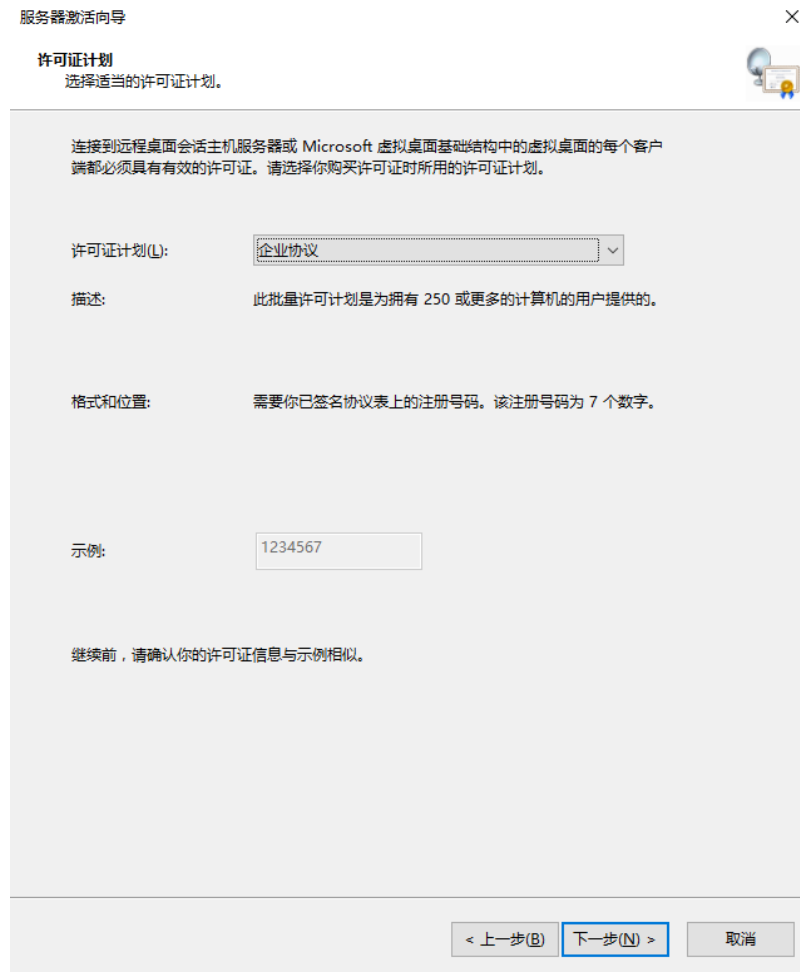 服务器激活向导
许可证计划
选择适当的许可证计划。
连接到远程桌面会话主机服务器或 Microsoft 虚拟桌面基础结构中的虚拟桌面的每个客户
端都必须具有有效的许可证。请选择你购买许可证时所用的许可证计划。
许可证计划(L): 企业协议
描述: 此批量许可计划是为拥有 250 或更多的计算机的用户提供的。
格式和位置: 需要你已签名协议表上的注册号码。该注册号码为 7 个数字。
示例: 1234567
继续前，请确认你的许可证信息与示例相似。
< 上一步(B) 下一步(N) > 取消